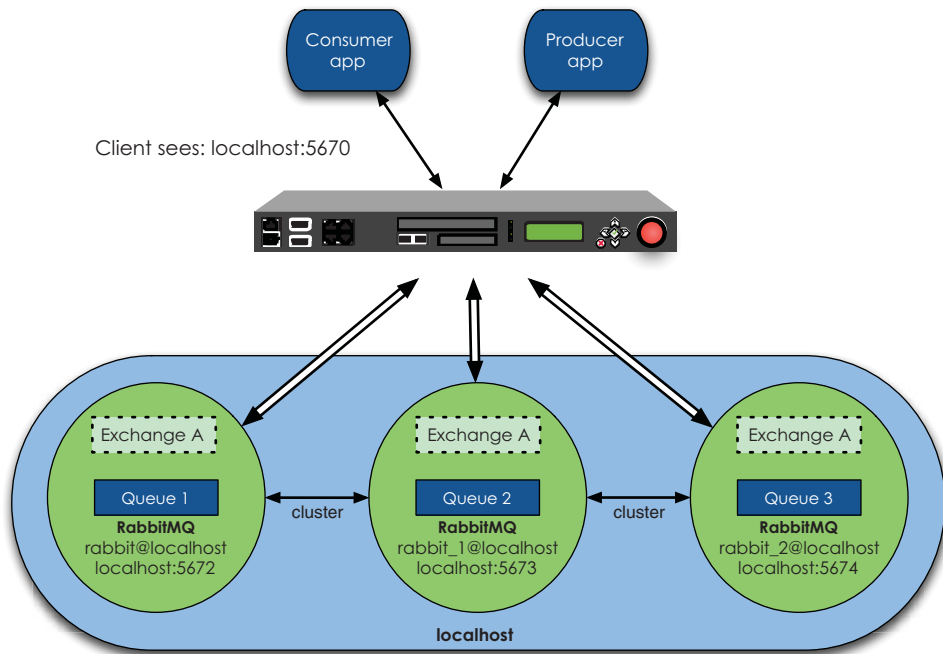 Consumer
app
Producer
app
Client sees: localhost:5670
Exchange A
Queue 1
RabbitMQ
rabbit@localhost
localhost:5672
cluster
Exchange A
Queue 2
RabbitMQ
rabbit_1@localhost
localhost:5673
cluster
Exchange A
Queue 3
RabbitMQ
rabbit_2@localhost
localhost:5674
localhost